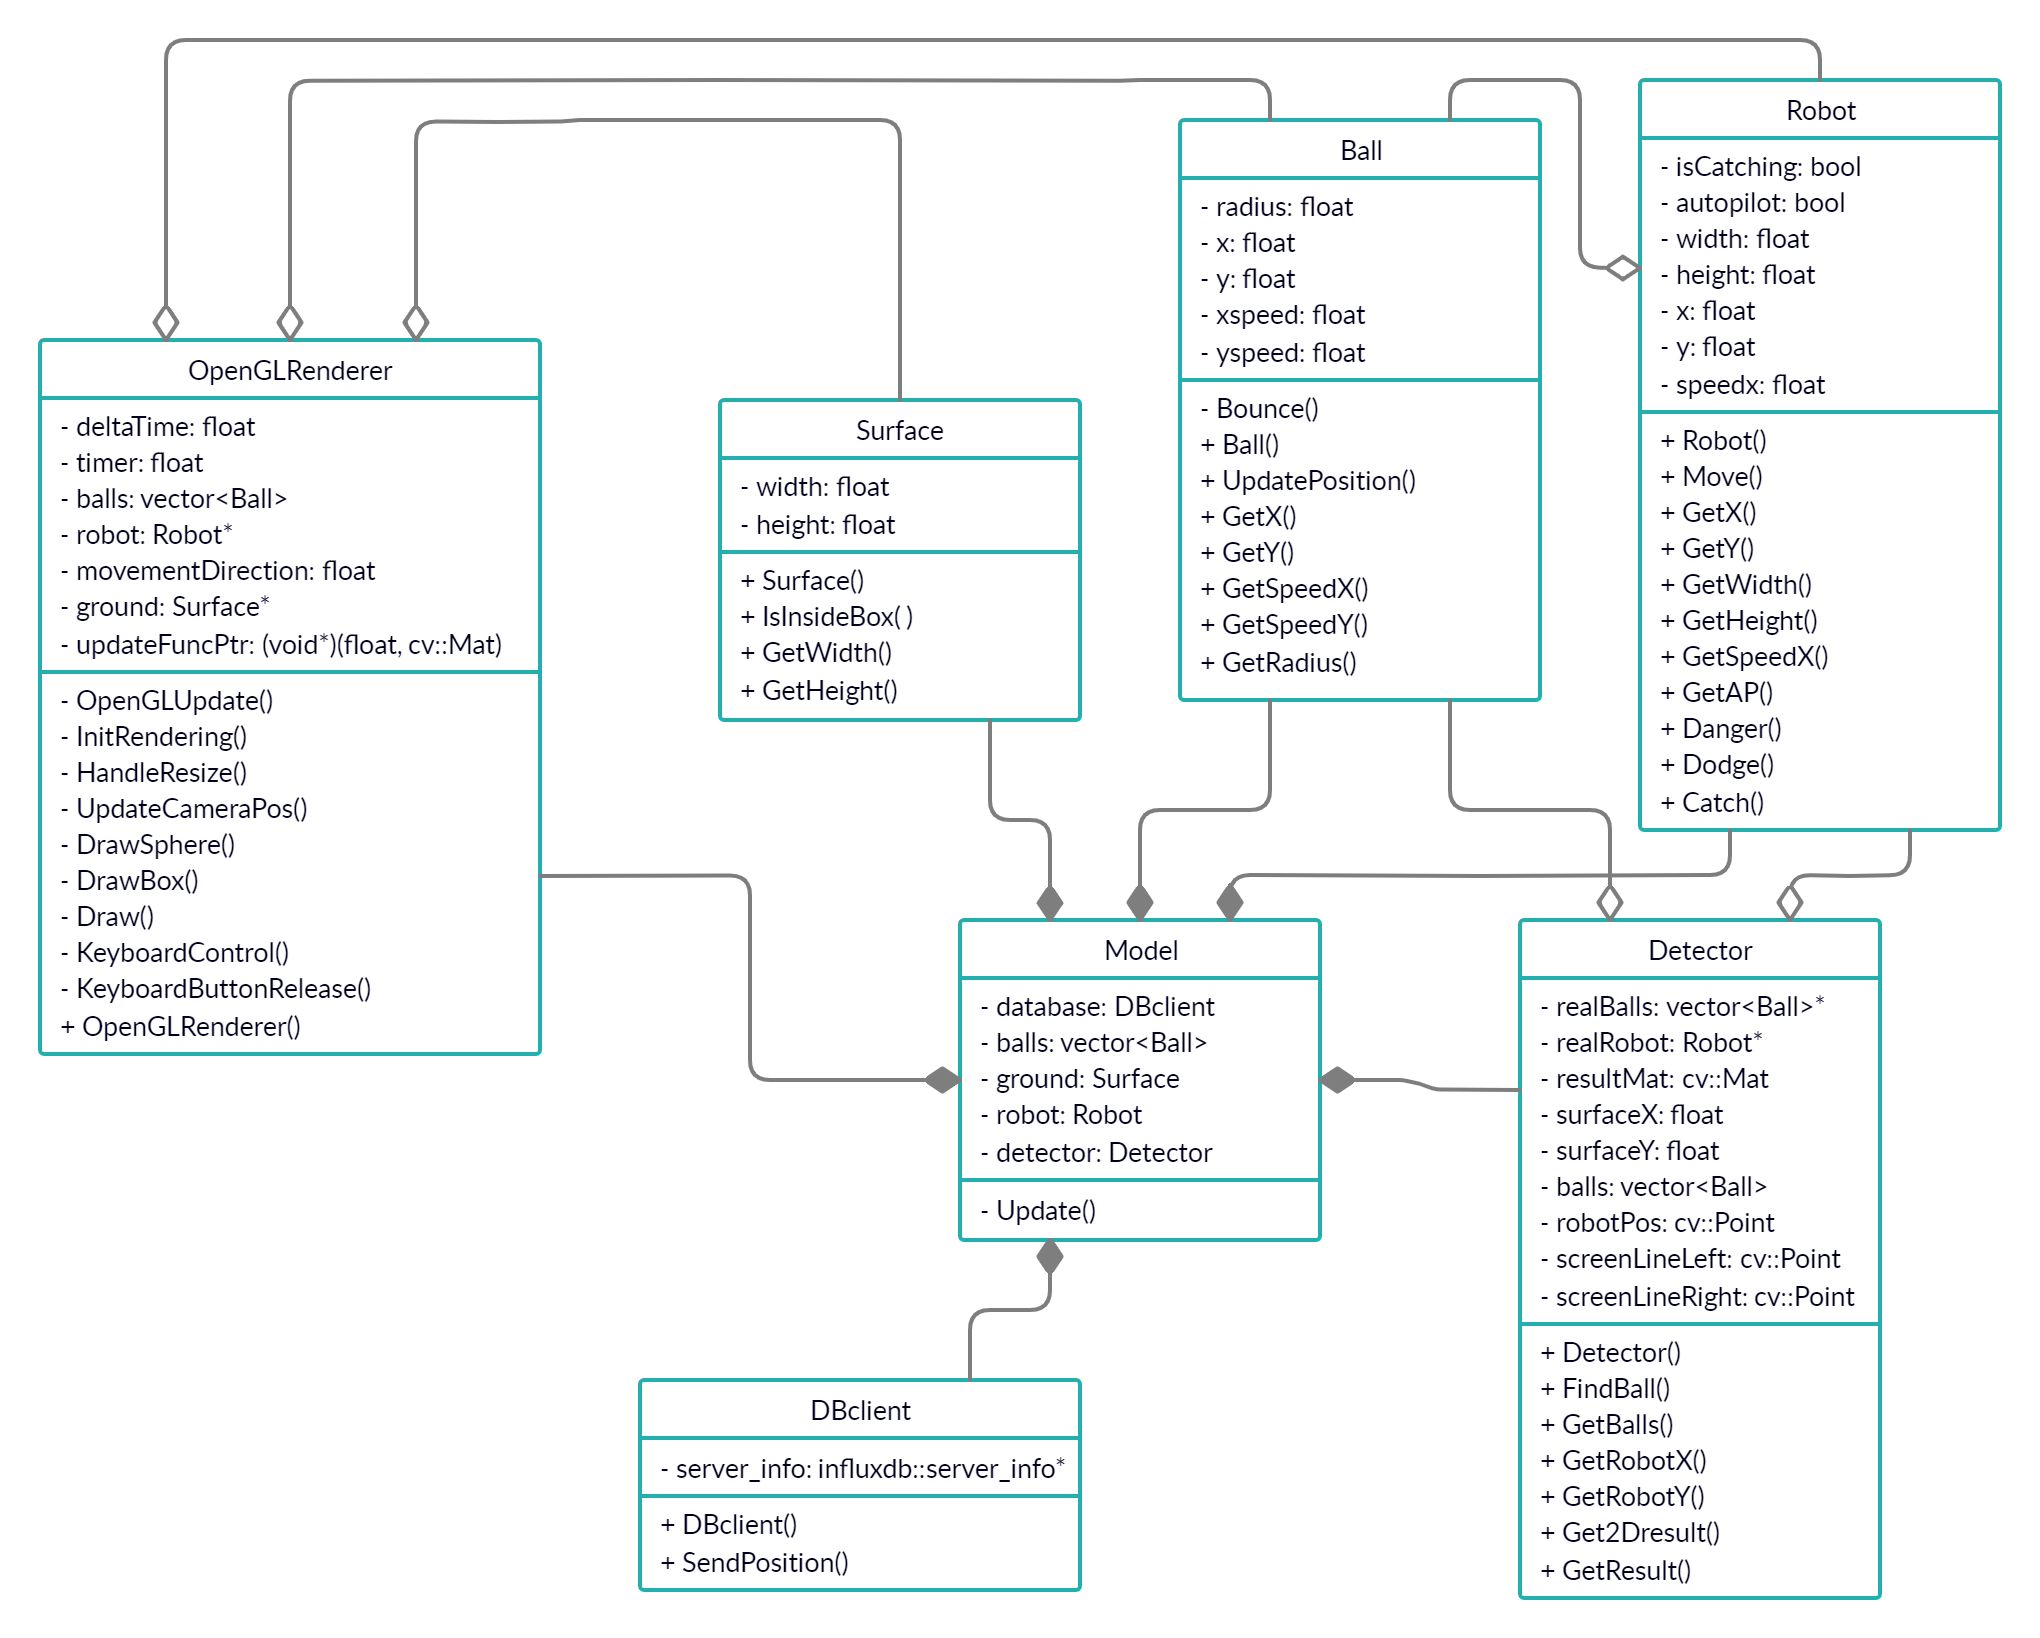 OpenGLRenderer
- deltaTime: float
- timer: float
- balls: vector<Ball>
- robot: Robot*
- movementDirection: float
- ground: Surface*
- updateFuncPtr: (void*)(float, cv::Mat)
- OpenGLUpdate()
- InitRendering()
- HandleResize()
- UpdateCameraPos()
- DrawSphere()
- DrawBox()
- Draw()
- KeyboardControl()
- KeyboardButtonRelease()
+ OpenGLRenderer()
Surface
- width: float
- height: float
+ Surface()
+ IsInsideBox( )
+ GetWidth()
+ GetHeight()
Ball
- radius: float
- x: float
- y: float
- xspeed: float
- yspeed: float
- Bounce()
+ Ball()
+ UpdatePosition()
+ GetX()
+ GetY()
+ GetSpeedX()
+ GetSpeedY()
+ GetRadius()
Robot
- isCatching: bool
- autopilot: bool
- width: float
- height: float
- x: float
- y: float
- speedx: float
+ Robot()
+ Move()
+ GetX()
+ GetY()
+ GetWidth()
+ GetHeight()
+ GetSpeedX()
+ GetAP()
+ Danger()
+ Dodge()
+ Catch()
Model
- database: DBclient
- balls: vector<Ball>
- ground: Surface
- robot: Robot
- detector: Detector
- Update()
Detector
- realBalls: vector<Ball>*
- realRobot: Robot*
- resultMat: cv::Mat
- surfaceX: float
- surfaceY: float
- balls: vector<Ball>
- robotPos: cv::Point
- screenLineLeft: cv::Point
- screenLineRight: cv::Point
+ Detector()
+ FindBall()
+ GetBalls()
+ GetRobotX()
+ GetRobotY()
+ Get2Dresult()
+ GetResult()
DBclient
- server_info: influxdb::server_info*
+ DBclient()
+ SendPosition()